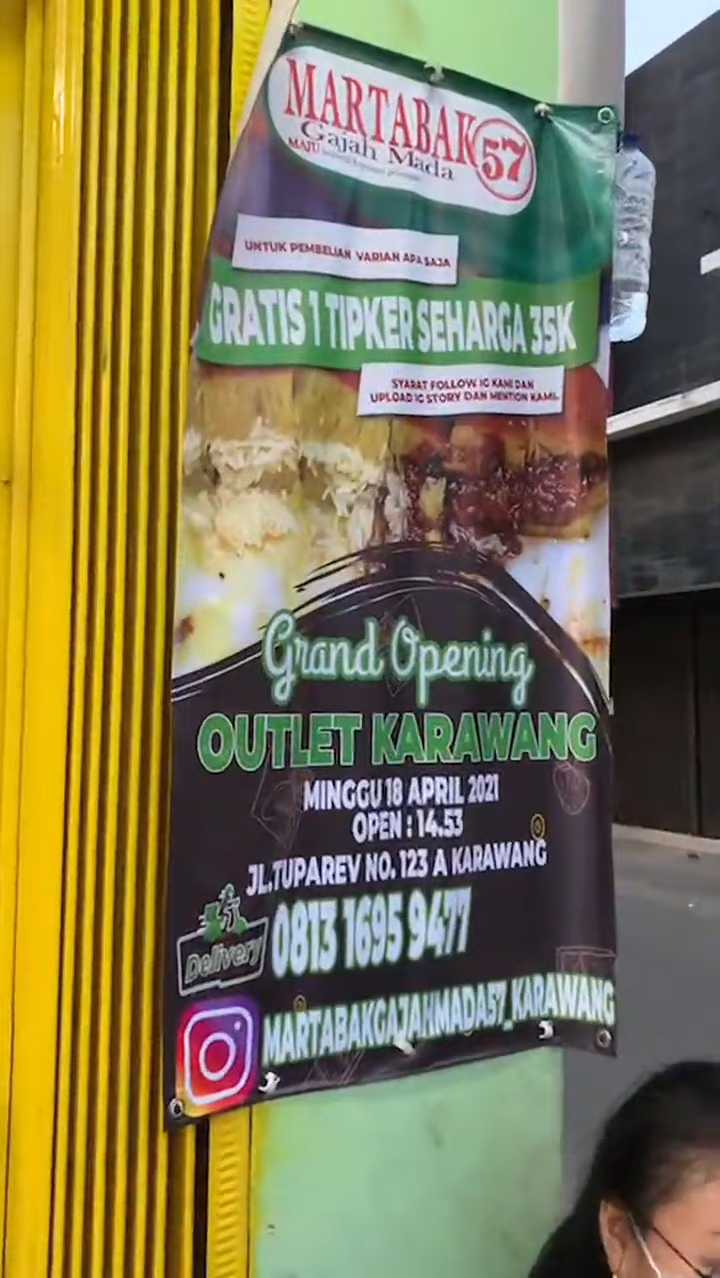 MARTABAK
Gajah Mada 57
MAJU
UNTUK PEMBELIAN VARIAN APA SAJA
GRATIS 1 TIPKER SEHARGA 35K
SYARAT FOLLOW IG KAMI DAN
UPLOAD IG STORY DAN MENTION KAMI.
Grand Opening
OUTLET KARAWANG
MINGGU 18 APRIL 2021
OPEN : 14.53
JL.TUPAREV NO. 123 A KARAWANG
Delivery 0813 1695 9477
MARTABAKGAJAHMADA57_KARAWANG